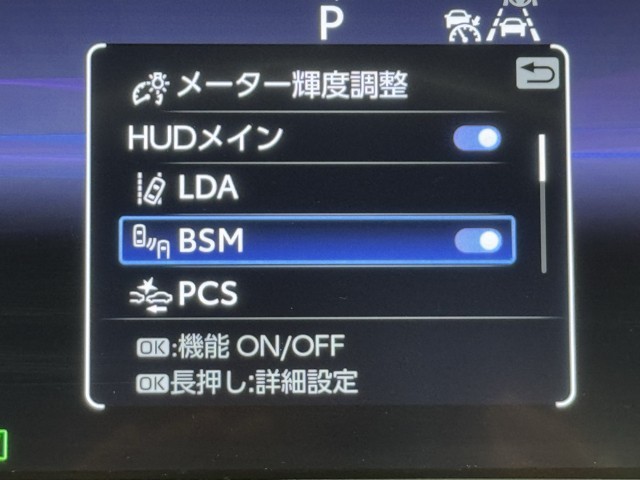 P
メーター輝度調整
HUDメイン
LDA
BSM
PCS
OK:機能 ON/OFF
OK長押し:詳細設定